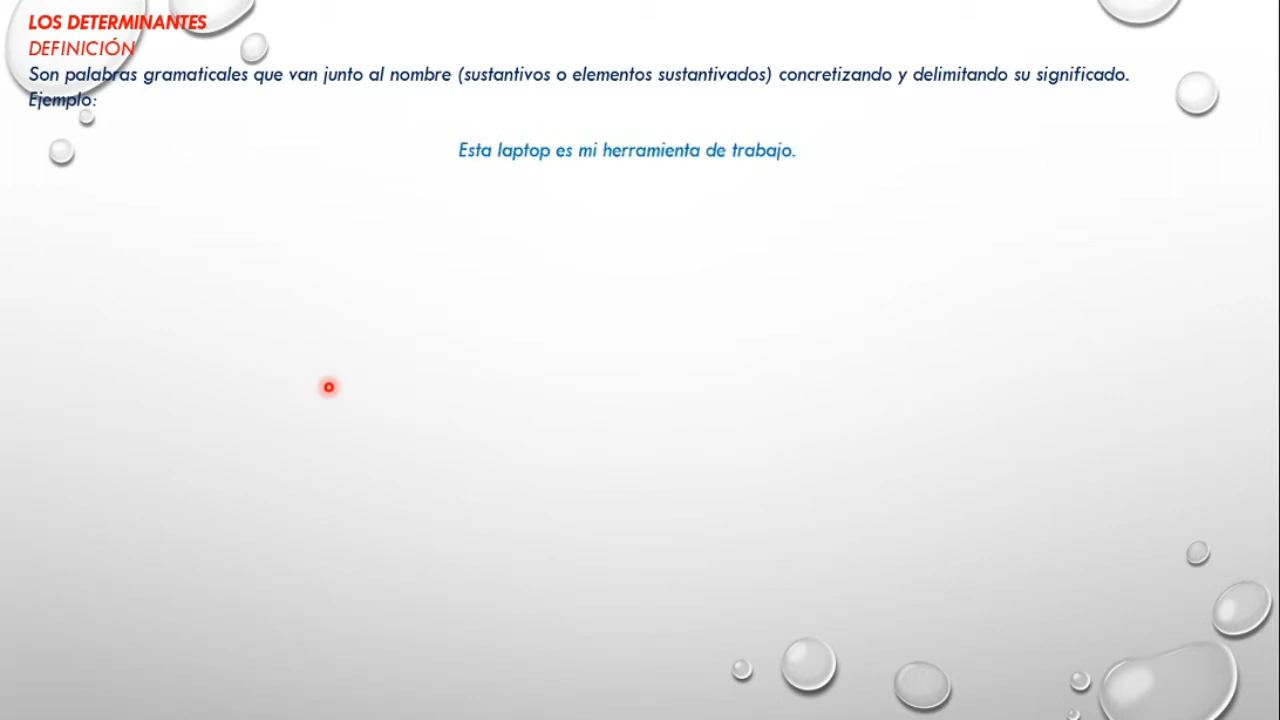 LOS DETERMINANTES
DEFINICIÓN
Son palabras gramaticales que van junto al nombre (sustantivos o elementos sustantivados) concretizando y delimitando su significado.
Ejemplo:
Esta laptop es mi herramienta de trabajo.